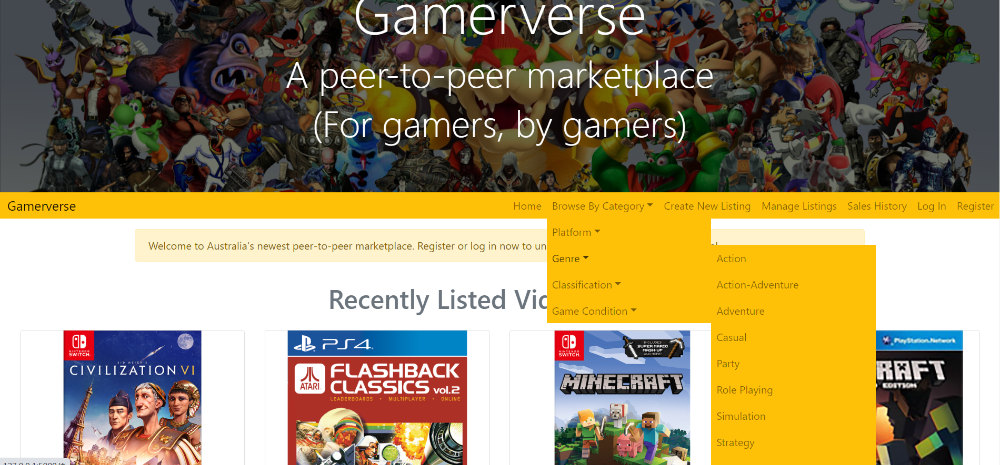 Gamerverse
A peer-to-peer marketplace
(For gamers, by gamers)
Gamerverse
Home Browse By Category Create New Listing Manage Listings Sales History Log In Register
Platform
Genre
Classification
Game Condition
Action
Action-Adventure
Adventure
Casual
Party
Role Playing
Simulation
Strategy
Welcome to Australia's newest peer-to-peer marketplace. Register or log in now to un
Recently Listed Vid
NINTENDO
SWITCH
SID MEIER'S
CIVILIZATION VI
PS4
ATARI
FLASHBACK
CLASSICS vol.2
LEADERBOARDS • MULTIPLAYER • ONLINE
NINTENDO
SWITCH
INCLUDES
SUPER MARIO
MASH-UP
AND MORE!
MINECRAFT
PlayStation.Network
RAFT
EDITION